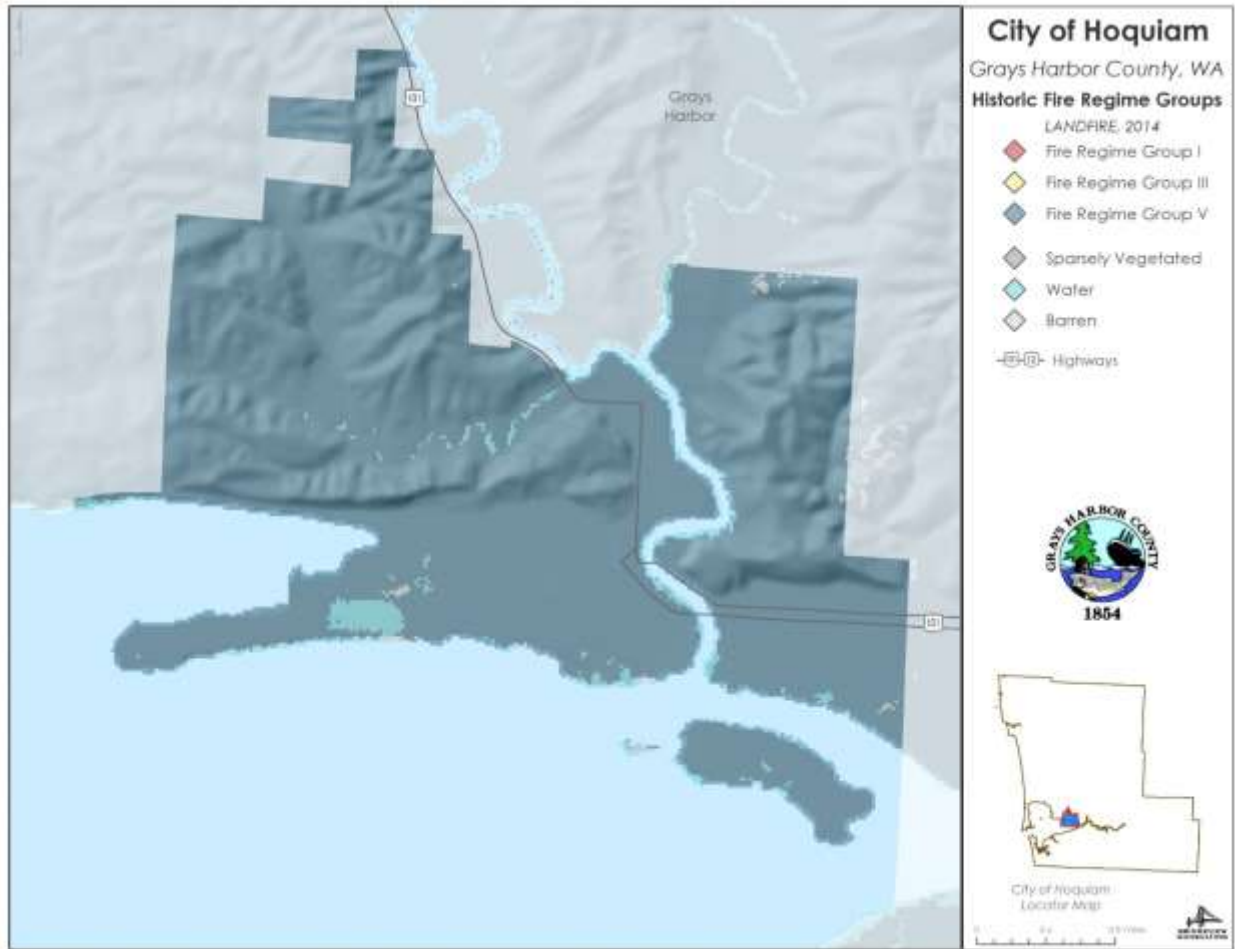 City of Hoquiam
Grays Harbor County, WA
Historic Fire Regime Groups
LANDFIRE, 2014
Fire Regime Group I
Fire Regime Group III
Fire Regime Group V
Sparsely Vegetated
Water
Barren
Highways
Grays
Harbor
101
101
GRAYS HARBOR COUNTY
1854
City of Hoquiam
Locator Map